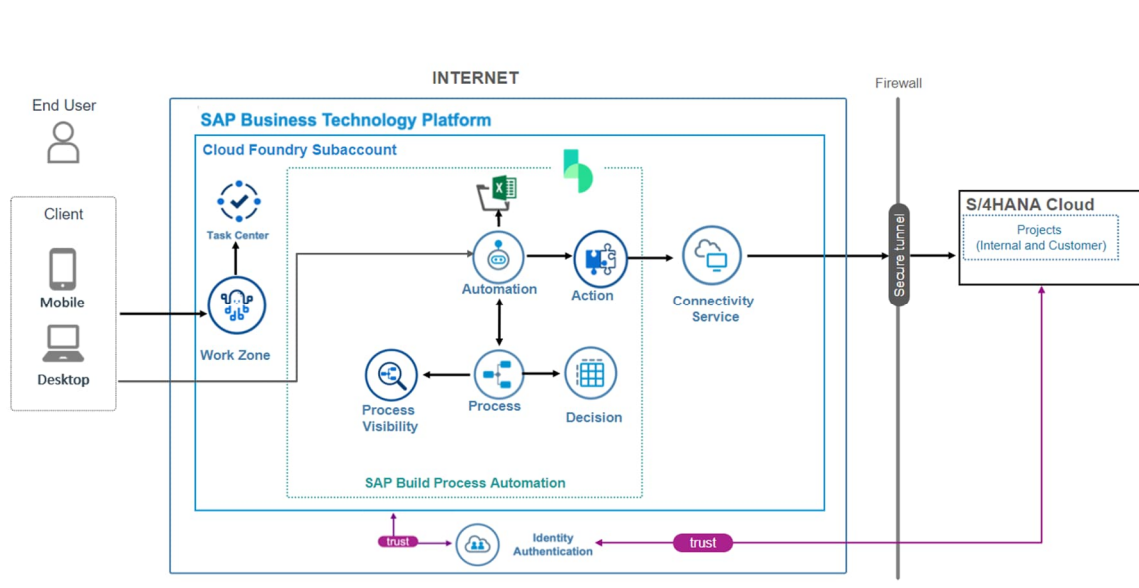 INTERNET
Firewall
End User
SAP Business Technology Platform
Cloud Foundry Subaccount
Client
Mobile
Desktop
Task Center
Work Zone
X
Automation
Action
Connectivity
Service
Process
Visibility
Process
Decision
SAP Build Process Automation
Secure tunnel
S/4HANA Cloud
Projects
(Internal and Customer)
trust
Identity
Authentication
trust